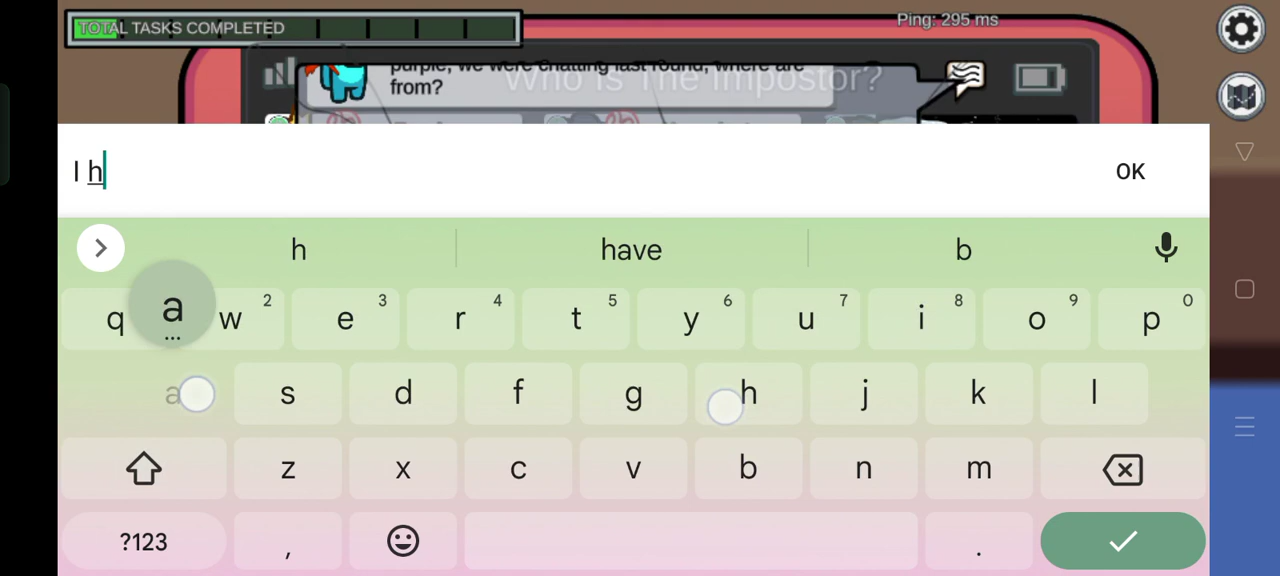 TOTAL TASKS COMPLETED
Ping: 295 ms
purple, we were chatting last round, where are
from?
Who Is The Impostor?
I h
OK
h have b
q a w 2 e 3 r 4 t 5 y 6 u 7 i 8 o 9 p 0
a s d f g h j k l
z x c v b n m
?123 , .